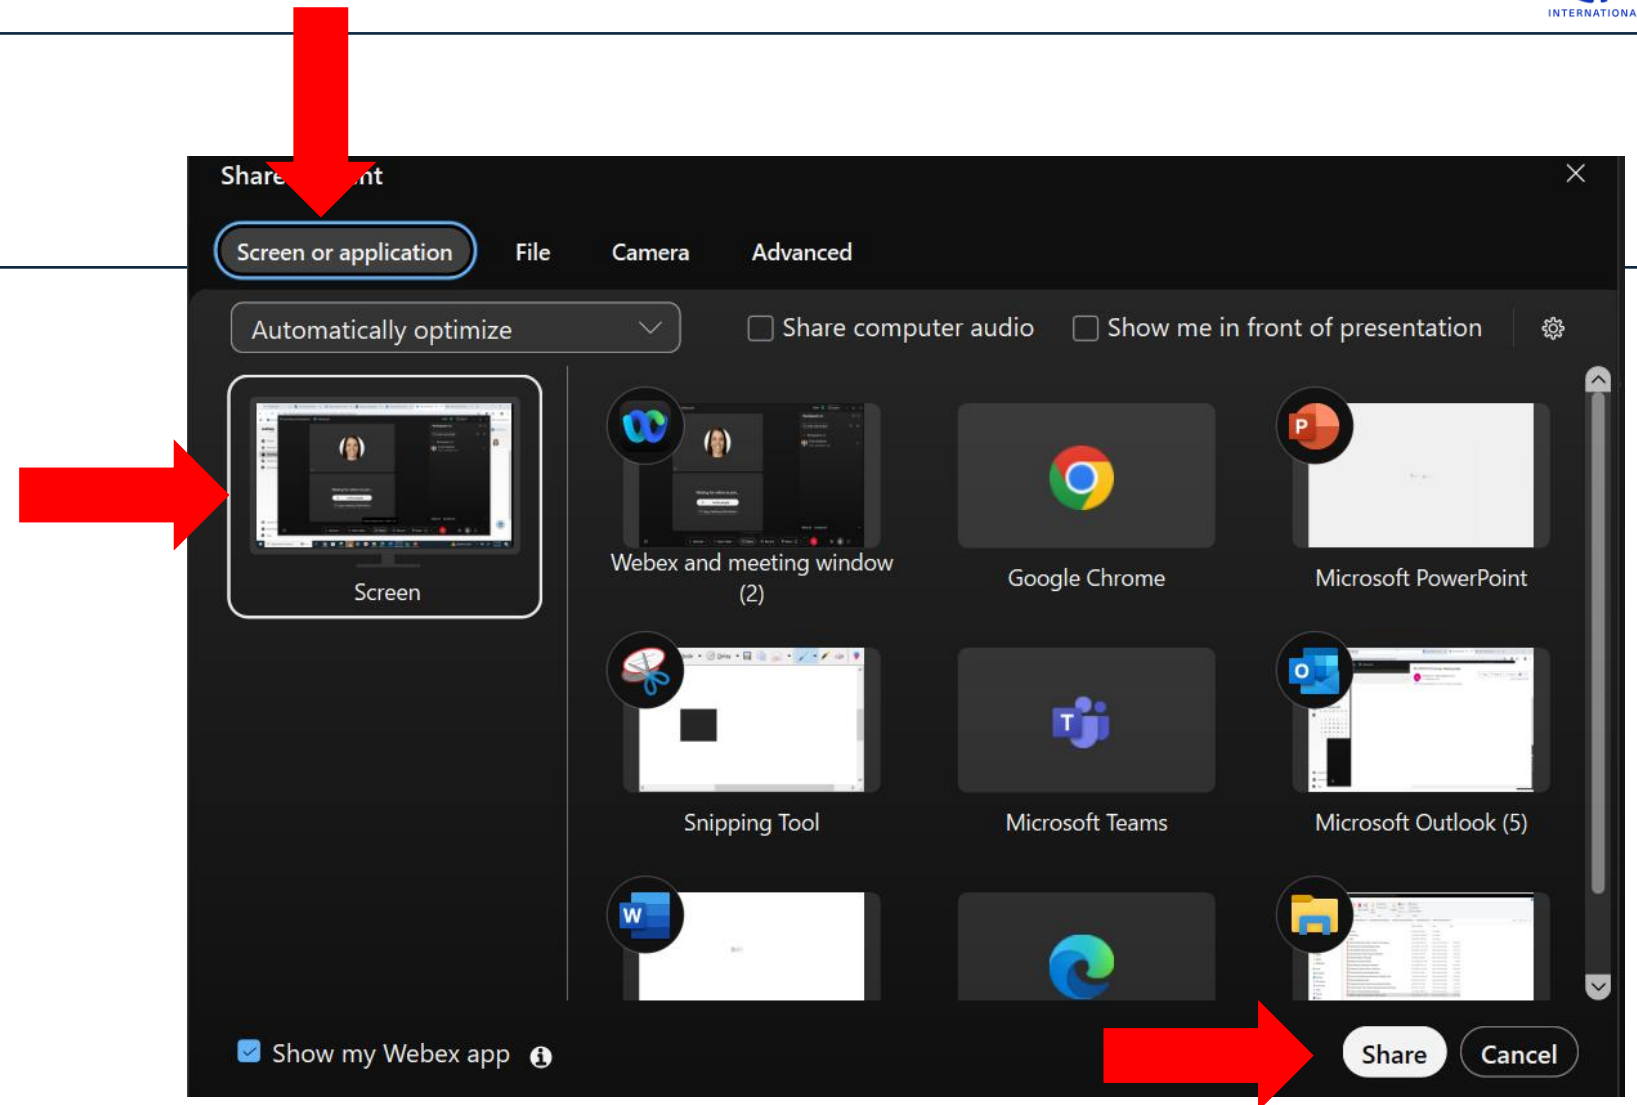 INTERNATIONA
Share nt
Screen or application File Camera Advanced
Automatically optimize
Share computer audio
Show me in front of presentation
Screen
Webex and meeting window
(2)
Google Chrome
Microsoft PowerPoint
Snipping Tool
Microsoft Teams
Microsoft Outlook (5)
Show my Webex app
Share
Cancel